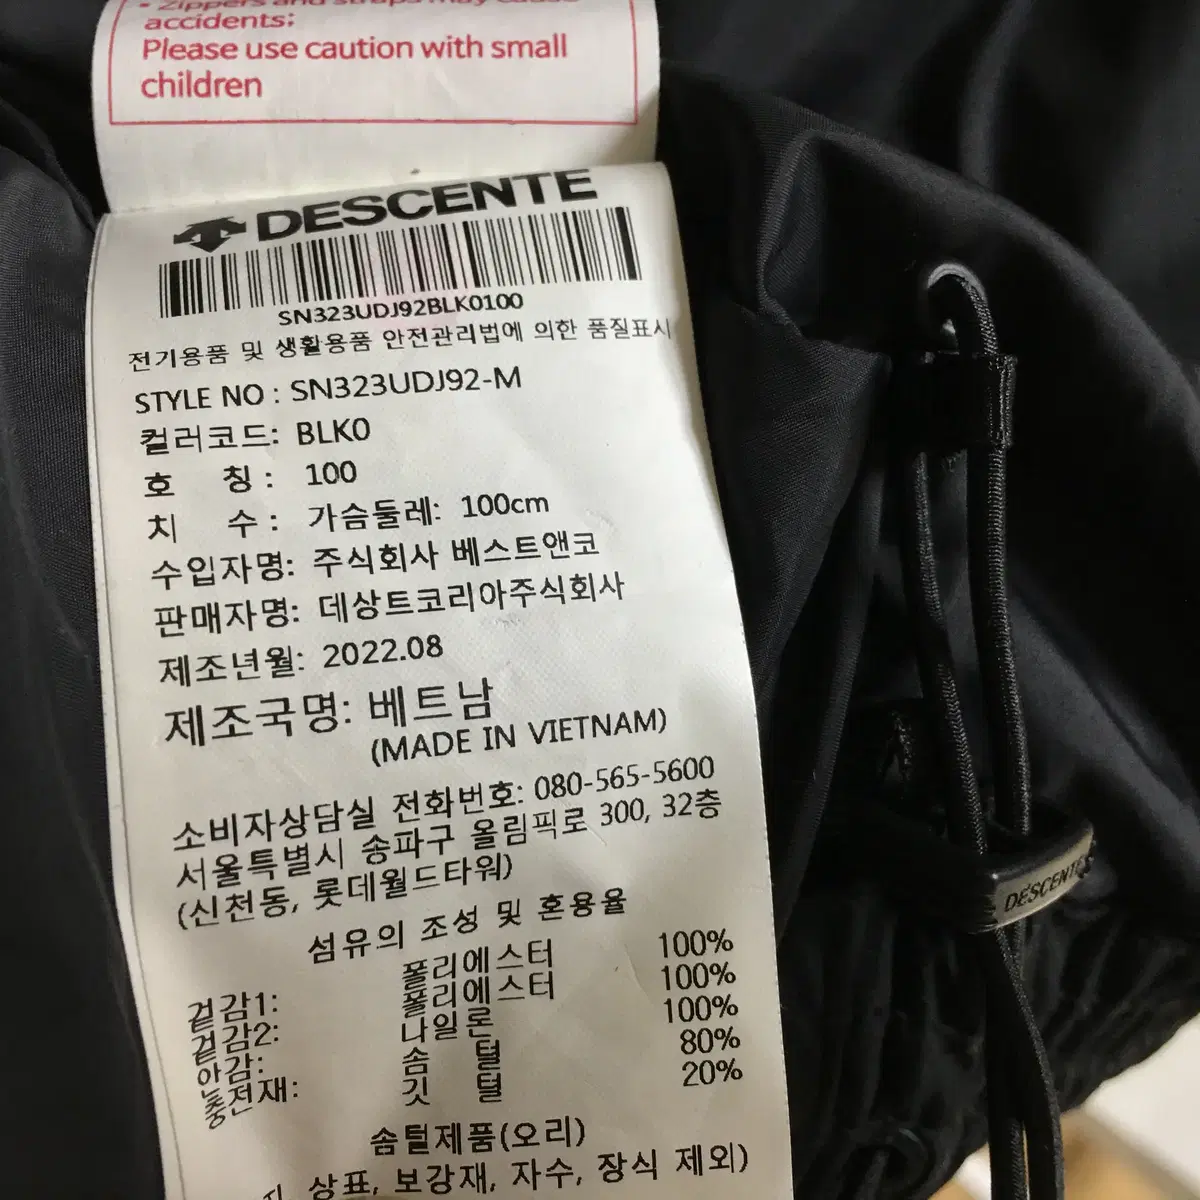 • Zippers and straps may cause
accidents;
Please use caution with small
children
DESCENTE
SN323UDJ92BLK0100
전기용품 및 생활용품 안전관리법에 의한 품질표시
STYLE NO : SN323UDJ92-M
컬러코드: BLK0
호 칭 : 100
치 수 : 가슴둘레: 100cm
수입자명: 주식회사 베스트앤코
판매자명: 데상트코리아주식회사
제조년월: 2022.08
제조국명: 베트남
(MADE IN VIETNAM)
소비자상담실 전화번호: 080-565-5600
서울특별시 송파구 올림픽로 300, 32층
(신천동, 롯데월드타워)
섬유의 조성 및 혼용율
겉감1: 폴리에스터 100%
겉감2: 폴리에스터 100%
안감: 나일론 100%
충전재: 솜 털 80%
깃 털 20%
솜털제품(오리)
상표, 보강재, 자수, 장식 제외)
DESCENTE